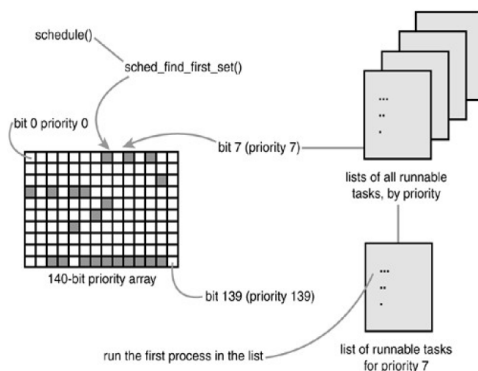 schedule()
sched_find_first_set()
bit 0 priority 0
bit 7 (priority 7)
...
..
.
lists of all runnable
tasks, by priority
140-bit priority array
bit 139 (priority 139)
...
..
.
run the first process in the list
list of runnable tasks
for priority 7